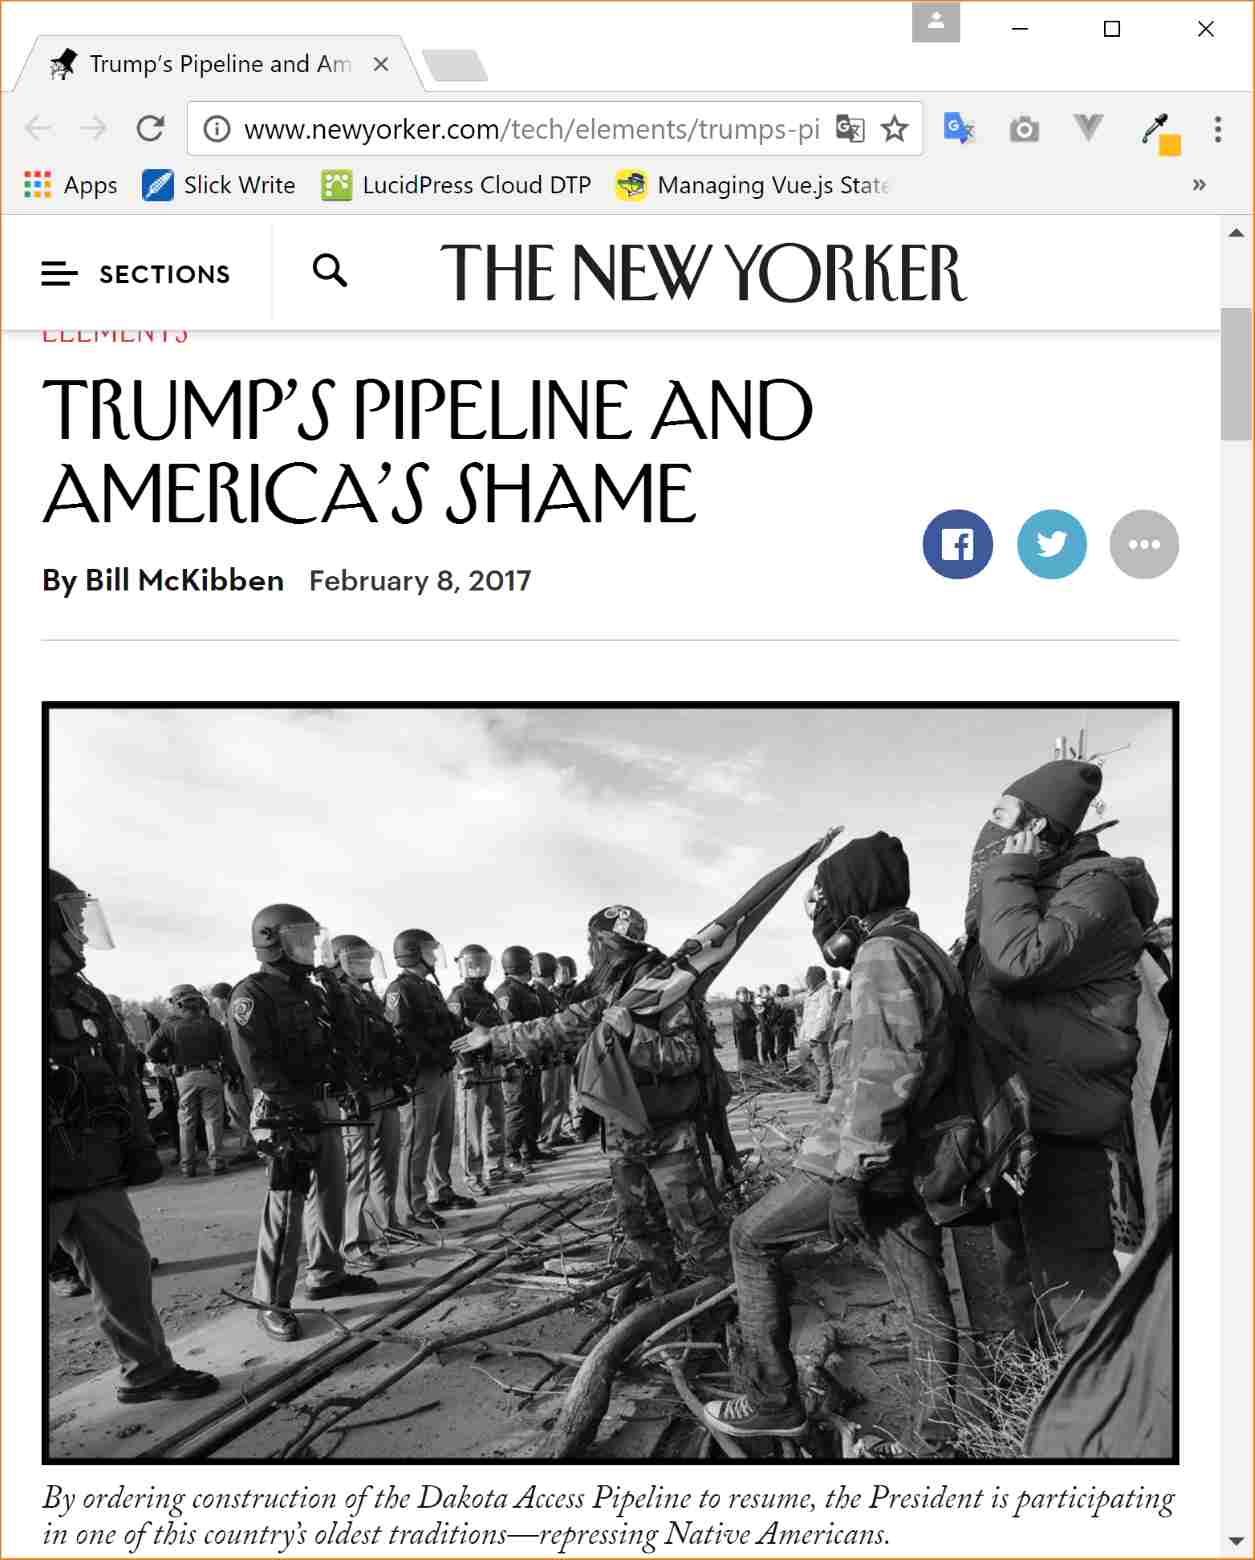 Trump's Pipeline and Am
www.newyorker.com/tech/elements/trumps-pi
Apps Slick Write LucidPress Cloud DTP Managing Vue.js State
»
SECTIONS THE NEW YORKER
ELEMENTS
TRUMP'S PIPELINE AND
AMERICA'S SHAME
By Bill McKibben February 8, 2017
By ordering construction of the Dakota Access Pipeline to resume, the President is participating
in one of this country's oldest traditions—repressing Native Americans.